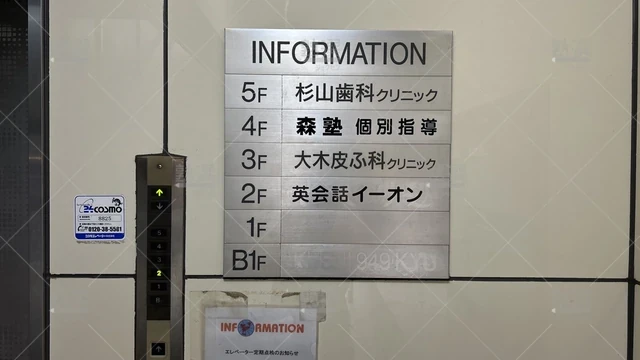 INFORMATION
5F 杉山歯科クリニック
4F 森塾 個別指導
3F 大木皮ふ科クリニック
2F 英会話イーオン
1F
B1F
COSMO
8825
0120-38-5581
2
1
INFORMATION
エレベーター定期点検のお知らせ